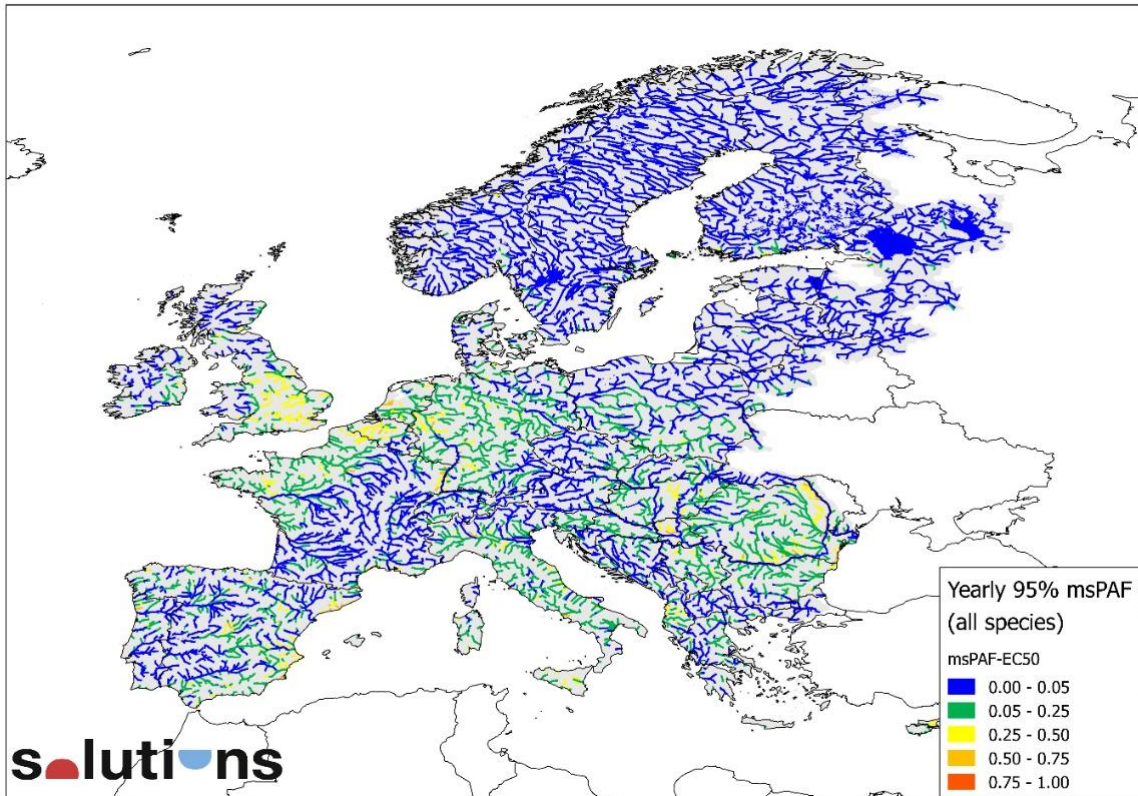 Yearly 95% msPAF
(all species)
msPAF-EC50
0.00 - 0.05
0.05 - 0.25
0.25 - 0.50
0.50 - 0.75
0.75 - 1.00
solutions